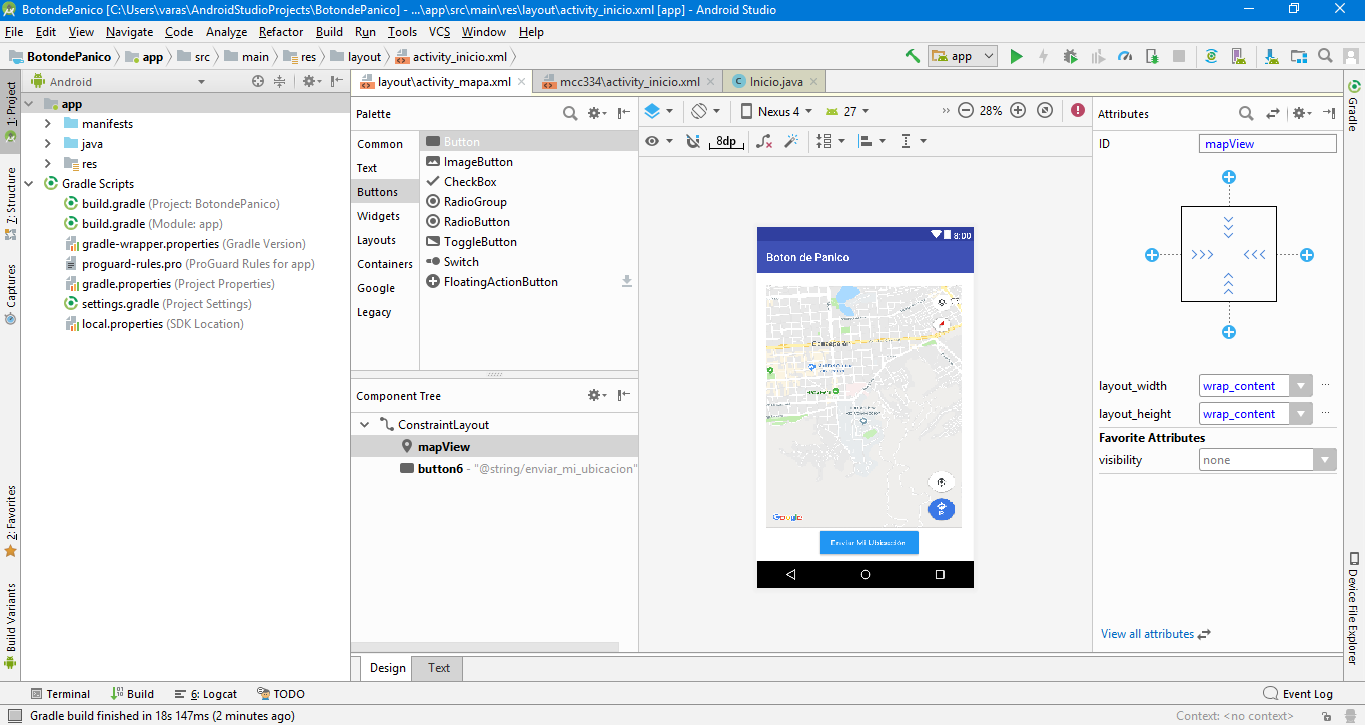 BotondePanico [C:\Users\varas\AndroidStudioProjects\BotondePanico] - ...\app\src\main\res\layout\activity_inicio.xml [app] - Android Studio
File Edit View Navigate Code Analyze Refactor Build Run Tools VCS Window Help
BotondePanico app src main res layout activity_inicio.xml app
1: Project
7: Structure
Captures
2: Favorites
Build Variants
Android
app
manifests
java
res
Gradle Scripts
build.gradle (Project: BotondePanico)
build.gradle (Module: app)
gradle-wrapper.properties (Gradle Version)
proguard-rules.pro (ProGuard Rules for app)
gradle.properties (Project Properties)
settings.gradle (Project Settings)
local.properties (SDK Location)
layout\activity_mapa.xml mcc334\activity_inicio.xml Inicio.java
Palette
Common
Text
Buttons
Widgets
Layouts
Containers
Google
Legacy
Button
ImageButton
CheckBox
RadioGroup
RadioButton
ToggleButton
Switch
FloatingActionButton
Component Tree
ConstraintLayout
mapView
button6 - "@string/enviar_mi_ubicacion"
Nexus 4 27 28%
8dp
8:00
Boton de Panico
Concepción
Google
Enviar Mi Ubicación
Attributes
ID mapView
layout_width wrap_content
layout_height wrap_content
Favorite Attributes
visibility none
View all attributes
Gradle
Device File Explorer
Design Text
Terminal Build 6: Logcat TODO Event Log
Gradle build finished in 18s 147ms (2 minutes ago) Context: <no context>